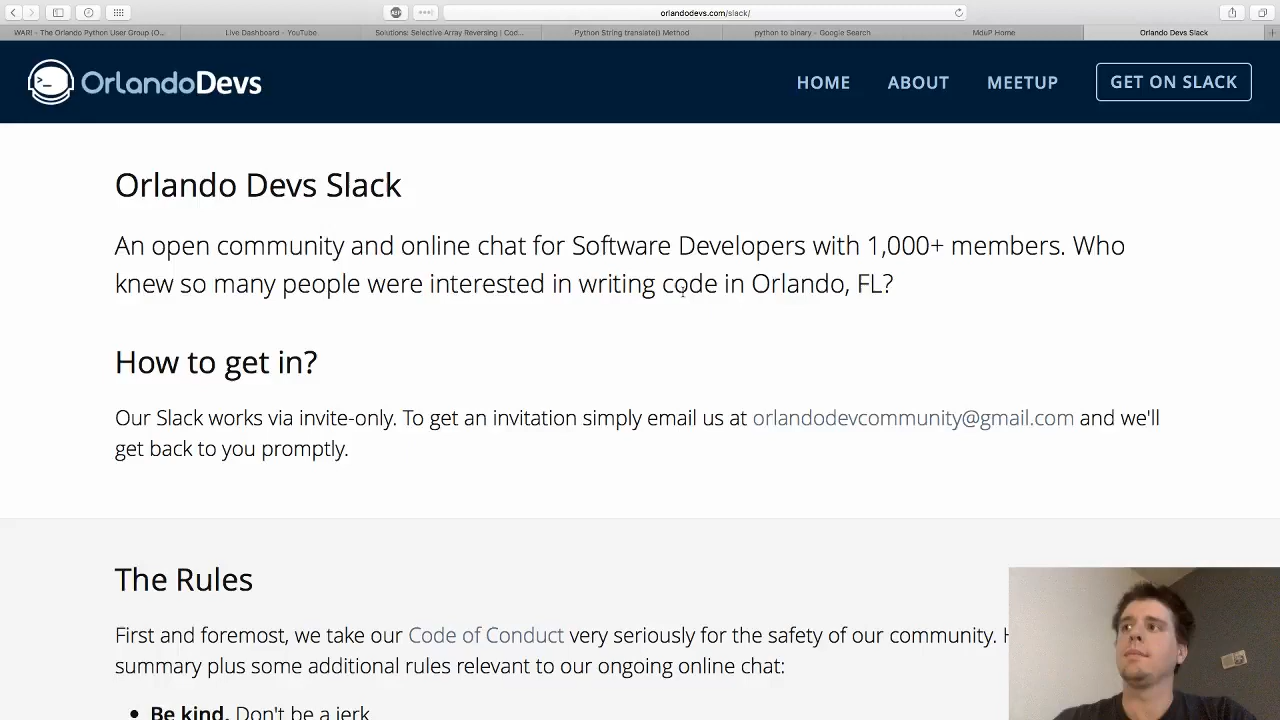 orlandodevs.com/slack/
WAR! - The Orlando Python User Group (O...
Live Dashboard - YouTube
Solutions: Selective Array Reversing | Cod...
Python String translate() Method
python to binary - Google Search
MduP Home
Orlando Devs Slack
OrlandoDevs
HOME
ABOUT
MEETUP
GET ON SLACK
Orlando Devs Slack
An open community and online chat for Software Developers with 1,000+ members. Who
knew so many people were interested in writing code in Orlando, FL?
How to get in?
Our Slack works via invite-only. To get an invitation simply email us at orlandodevcommunity@gmail.com and we'll
get back to you promptly.
The Rules
First and foremost, we take our Code of Conduct very seriously for the safety of our community. H
summary plus some additional rules relevant to our ongoing online chat:
• Be kind. Don't be a jerk